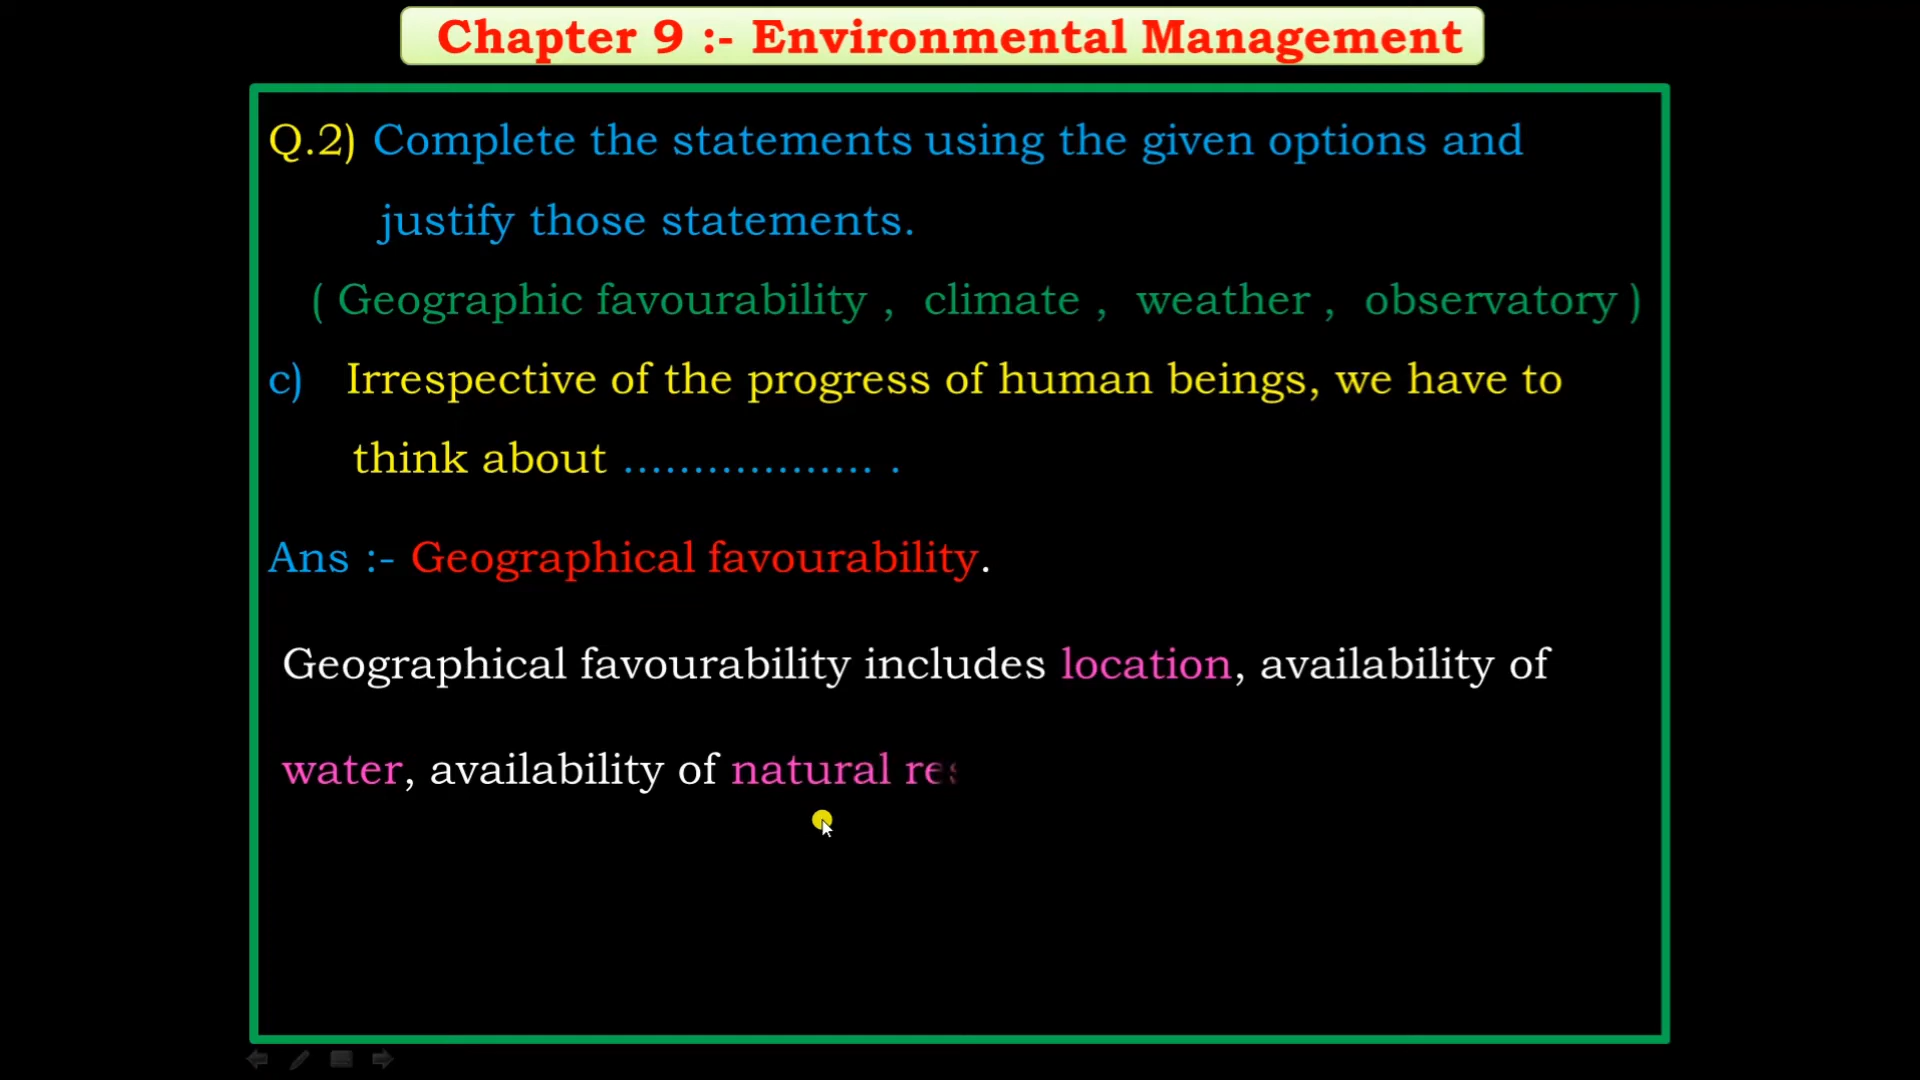 Chapter 9 :- Environmental Management
Q.2) Complete the statements using the given options and
justify those statements.
( Geographic favourability , climate , weather , observatory )
c) Irrespective of the progress of human beings, we have to
think about .................. .
Ans :- Geographical favourability.
Geographical favourability includes location, availability of
water, availability of natural